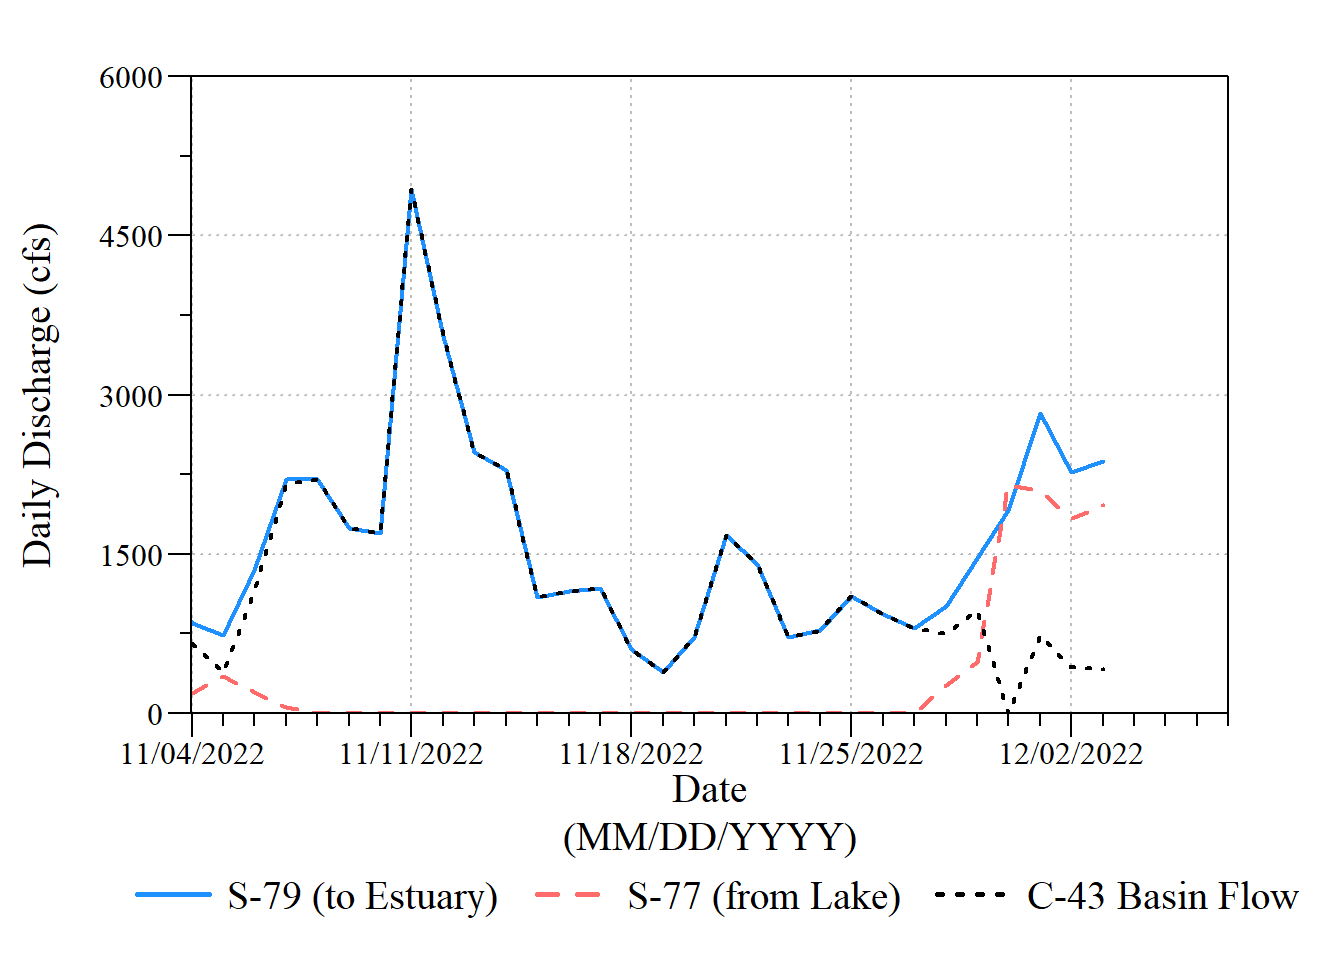 6000
4500
3000
1500
0
Daily Discharge (cfs)
11/04/2022 11/11/2022 11/18/2022 11/25/2022 12/02/2022
Date
(MM/DD/YYYY)
S-79 (to Estuary) S-77 (from Lake) C-43 Basin Flow